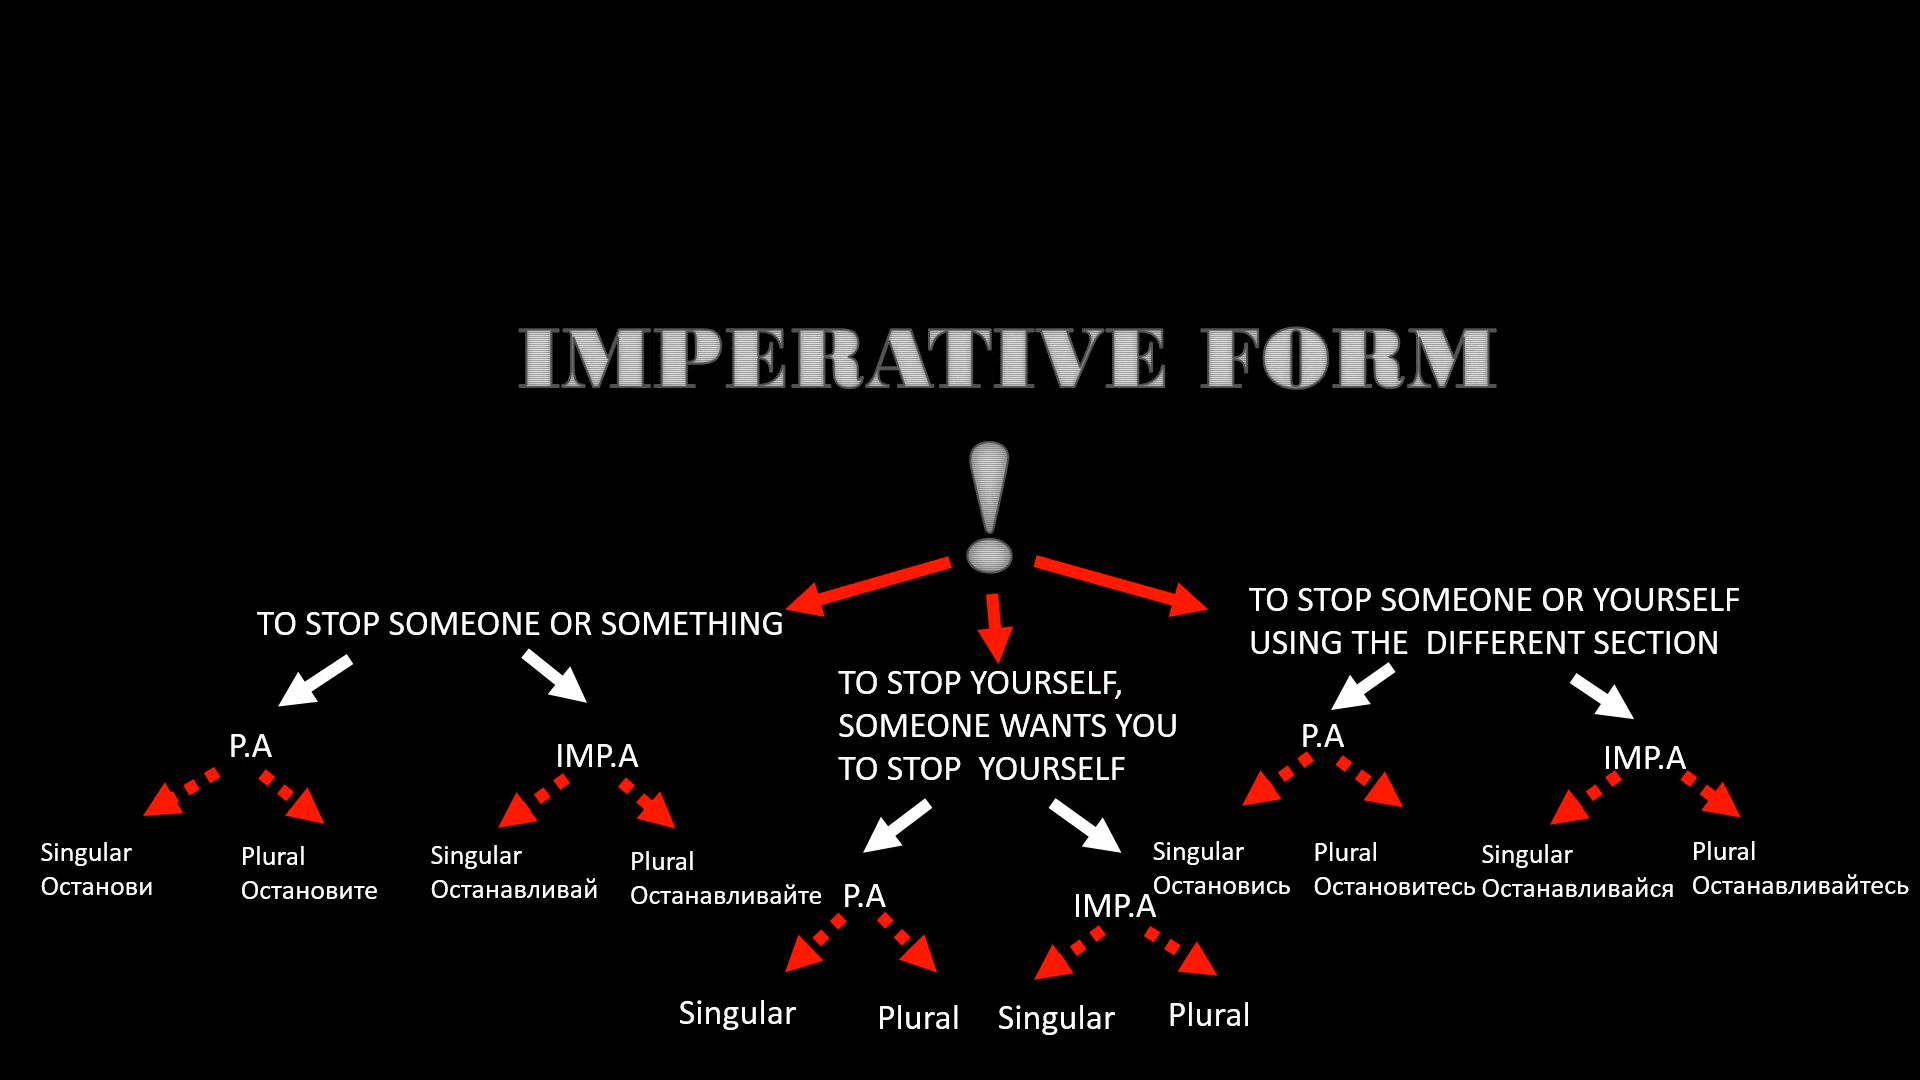 IMPERATIVE FORM
!
TO STOP SOMEONE OR SOMETHING
P.A
Singular
Останови
Plural
Остановите
IMP.A
Singular
Останавливай
Plural
Останавливайте
TO STOP YOURSELF,
SOMEONE WANTS YOU
TO STOP YOURSELF
P.A
Singular
Plural
IMP.A
Singular
Plural
TO STOP SOMEONE OR YOURSELF
USING THE DIFFERENT SECTION
P.A
Singular
Остановись
Plural
Остановитесь
IMP.A
Singular
Останавливайся
Plural
Останавливайтесь